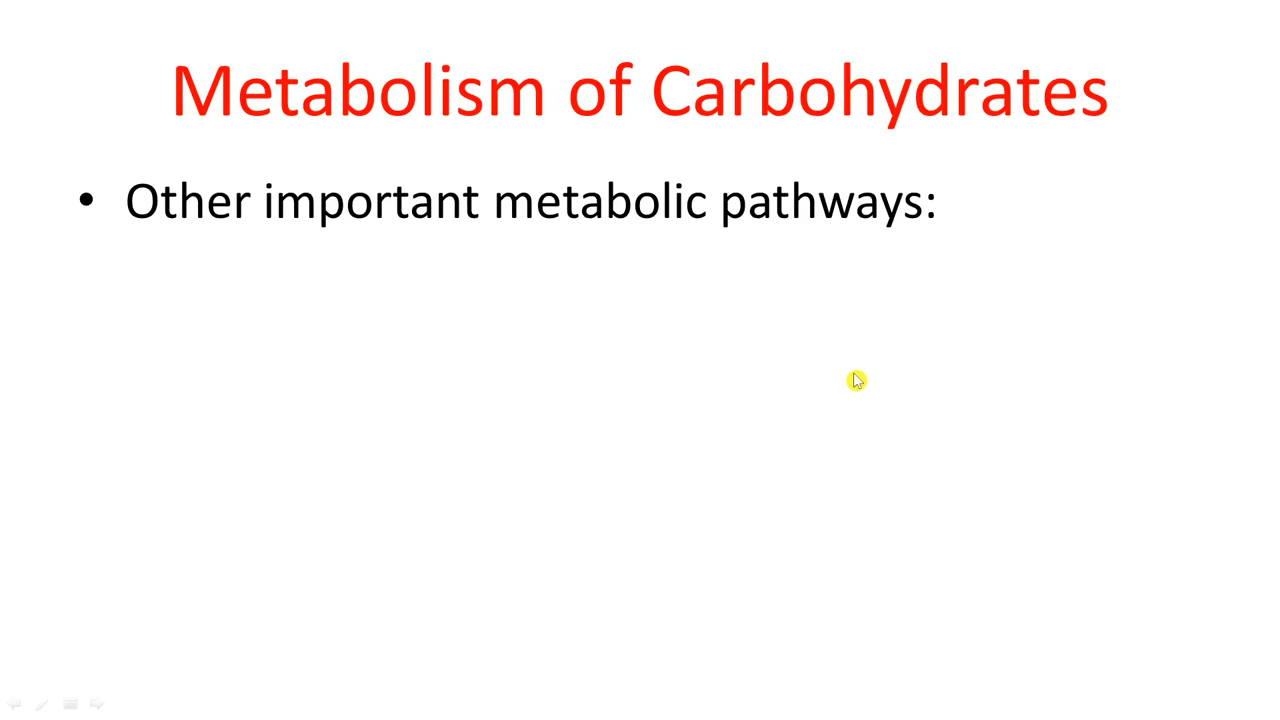 Metabolism of Carbohydrates
• Other important metabolic pathways: